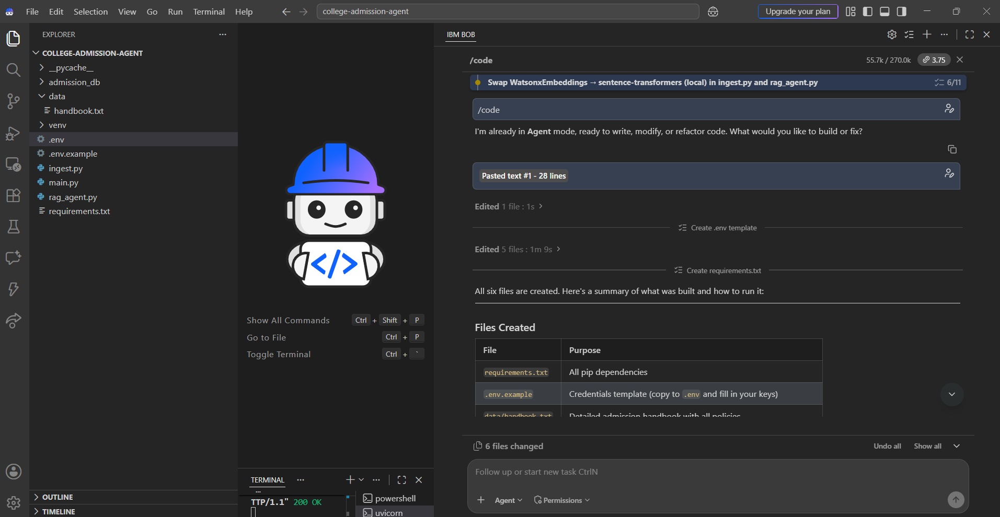 File Edit Selection View Go Run Terminal Help
college-admission-agent
Upgrade your plan
EXPLORER
COLLEGE-ADMISSION-AGENT
__pycache__
admission_db
data
handbook.txt
venv
.env
.env.example
ingest.py
main.py
rag_agent.py
requirements.txt
OUTLINE
TIMELINE
</>
Show All Commands Ctrl + Shift + P
Go to File Ctrl + P
Toggle Terminal Ctrl + `
TERMINAL
TTP/1.1" 200 OK
powershell
uvicorn
IBM BOB
/code 55.7k / 270.0k 3.75
Swap WatsonxEmbeddings → sentence-transformers (local) in ingest.py and rag_agent.py 6/11
/code
I'm already in Agent mode, ready to write, modify, or refactor code. What would you like to build or fix?
Pasted text #1 - 28 lines
Edited 1 file : 1s
Create .env template
Edited 5 files : 1m 9s
Create requirements.txt
All six files are created. Here's a summary of what was built and how to run it:
Files Created
File Purpose
requirements.txt All pip dependencies
.env.example Credentials template (copy to .env and fill in your keys)
data/handbook.txt Detailed admission handbook with all policies
6 files changed Undo all Show all
Follow up or start new task CtrlN
Agent Permissions